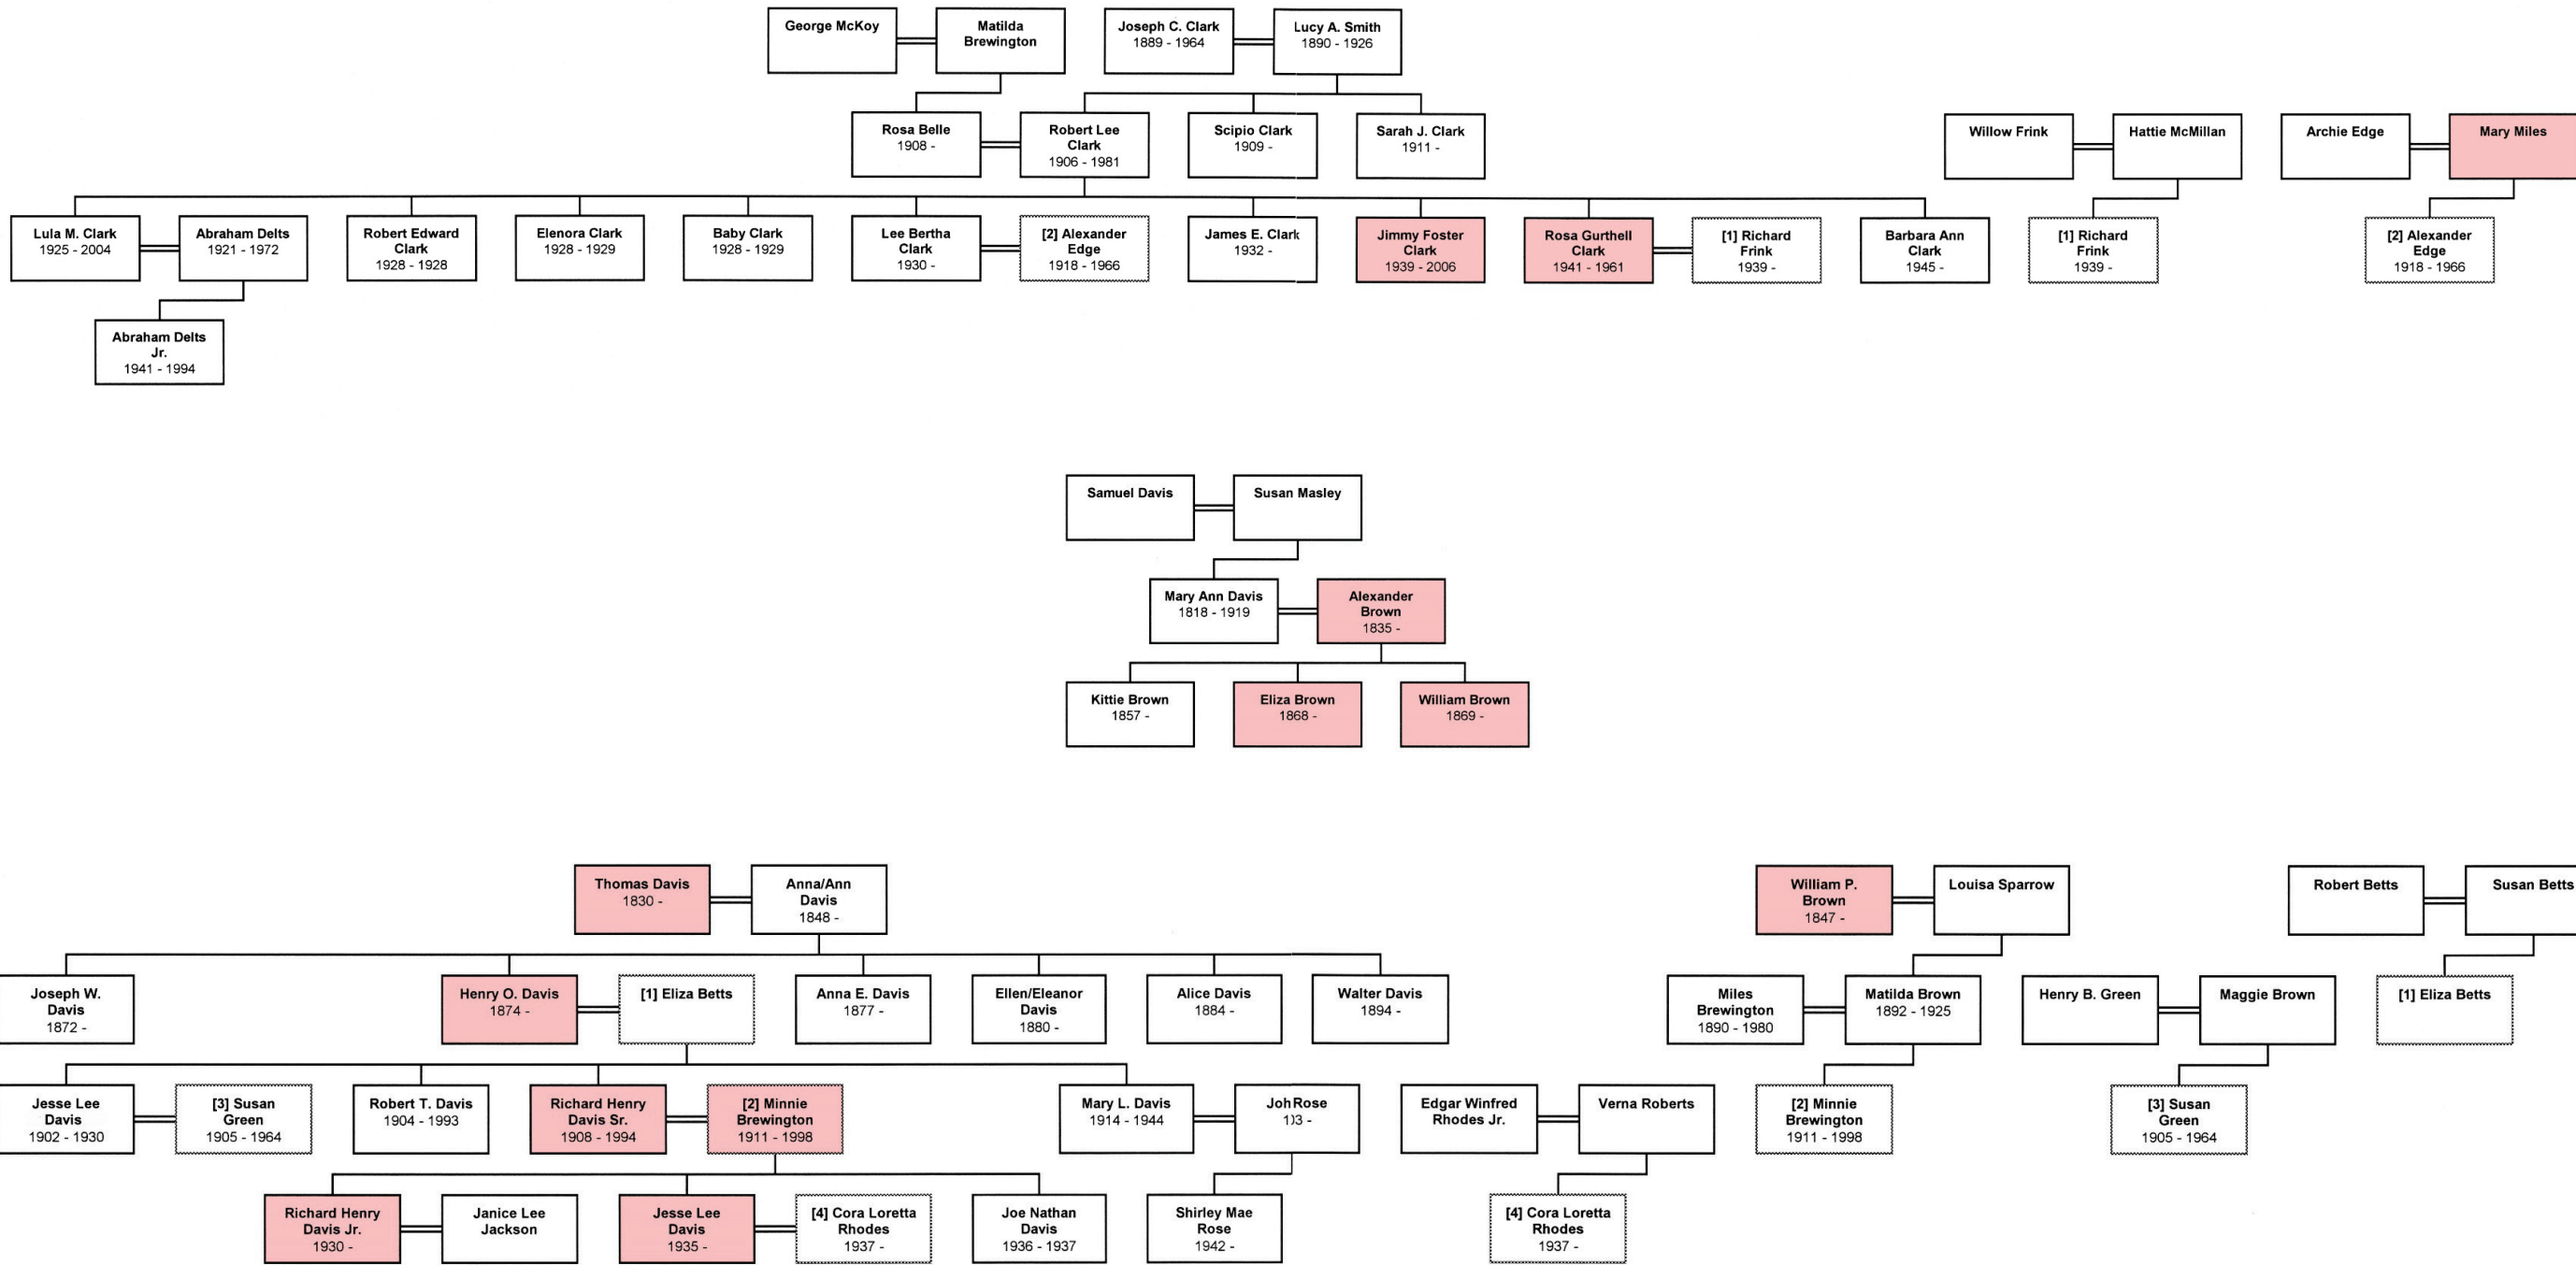 George McKoy
Matilda
Brewington
Joseph C. Clark
1889 - 1964
Lucy A. Smith
1890 - 1926
Rosa Belle
1908 -
Robert Lee
Clark
1906 - 1981
Scipio Clark
1909 -
Sarah J. Clark
1911 -
Willow Frink
Hattie McMillan
Archie Edge
Mary Miles
Lula M. Clark
1925 - 2004
Abraham Delts
1921 - 1972
Robert Edward
Clark
1928 - 1928
Elenora Clark
1928 - 1929
Baby Clark
1928 - 1929
Lee Bertha
Clark
1930 -
[2] Alexander
Edge
1918 - 1966
James E. Clark
1932 -
Jimmy Foster
Clark
1939 - 2006
Rosa Gurthell
Clark
1941 - 1961
[1] Richard
Frink
1939 -
Barbara Ann
Clark
1945 -
[1] Richard
Frink
1939 -
[2] Alexander
Edge
1918 - 1966
Abraham Delts
Jr.
1941 - 1994
Samuel Davis
Susan Masley
Mary Ann Davis
1818 - 1919
Alexander
Brown
1835 -
Kittie Brown
1857 -
Eliza Brown
1868 -
William Brown
1869 -
Thomas Davis
1830 -
Anna/Ann
Davis
1848 -
William P.
Brown
1847 -
Louisa Sparrow
Robert Betts
Susan Betts
Joseph W.
Davis
1872 -
Henry O. Davis
1874 -
[1] Eliza Betts
Anna E. Davis
1877 -
Ellen/Eleanor
Davis
1880 -
Alice Davis
1884 -
Walter Davis
1894 -
Miles
Brewington
1890 - 1980
Matilda Brown
1892 - 1925
Henry B. Green
Maggie Brown
[1] Eliza Betts
Jesse Lee
Davis
1902 - 1930
[3] Susan
Green
1905 - 1964
Robert T. Davis
1904 - 1993
Richard Henry
Davis Sr.
1908 - 1994
[2] Minnie
Brewington
1911 - 1998
Mary L. Davis
1914 - 1944
Rose
Edgar Winfred
Rhodes Jr.
Verna Roberts
[2] Minnie
Brewington
1911 - 1998
[3] Susan
Green
1905 - 1964
Richard Henry
Davis Jr.
1930 -
Janice Lee
Jackson
Jesse Lee
Davis
1935 -
[4] Cora Loretta
Rhodes
1937 -
Joe Nathan
Davis
1936 - 1937
Shirley Mae
Rose
1942 -
[4] Cora Loretta
Rhodes
1937 -